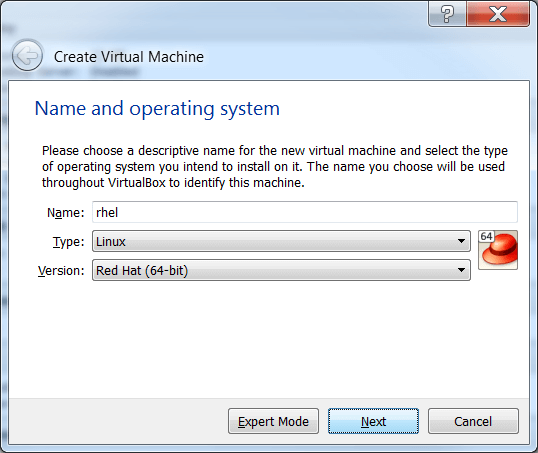 Create Virtual Machine
Name and operating system
Please choose a descriptive name for the new virtual machine and select the type
of operating system you intend to install on it. The name you choose will be used
throughout VirtualBox to identify this machine.
Name: rhel
Type: Linux
64
Version: Red Hat (64-bit)
Expert Mode Next Cancel